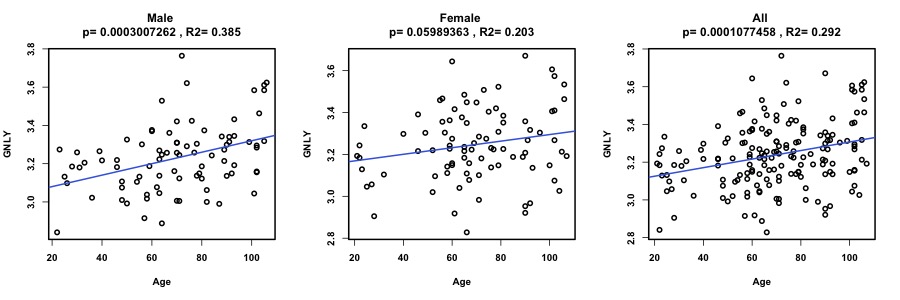 Male
p= 0.0003007262 , R2= 0.385
GNLY
3.8
3.6
3.4
3.2
3.0
20 40 60 80 100
Age
Female
p= 0.05989363 , R2= 0.203
GNLY
3.6
3.4
3.2
3.0
2.8
20 40 60 80 100
Age
All
p= 0.0001077458 , R2= 0.292
GNLY
3.8
3.6
3.4
3.2
3.0
2.8
20 40 60 80 100
Age